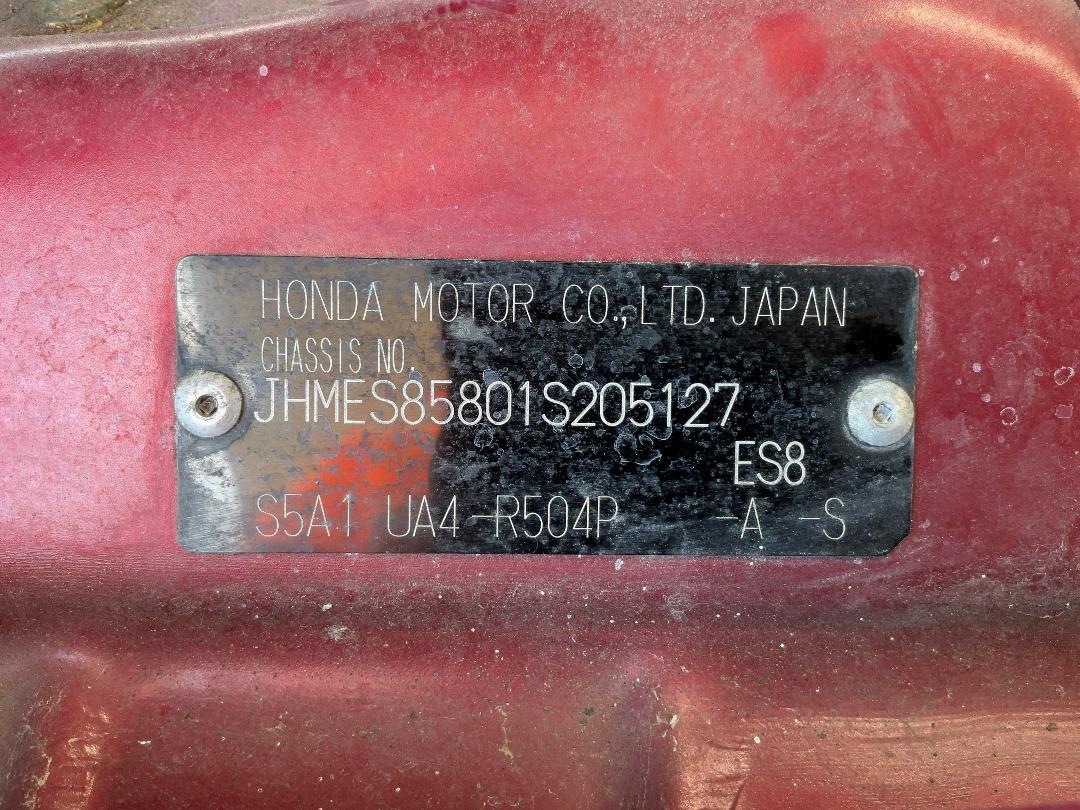 HONDA MOTOR CO.,LTD. JAPAN
CHASSIS NO.
JHMES85801S205127
ES8
S5A1 UA4 -R504P -A -S